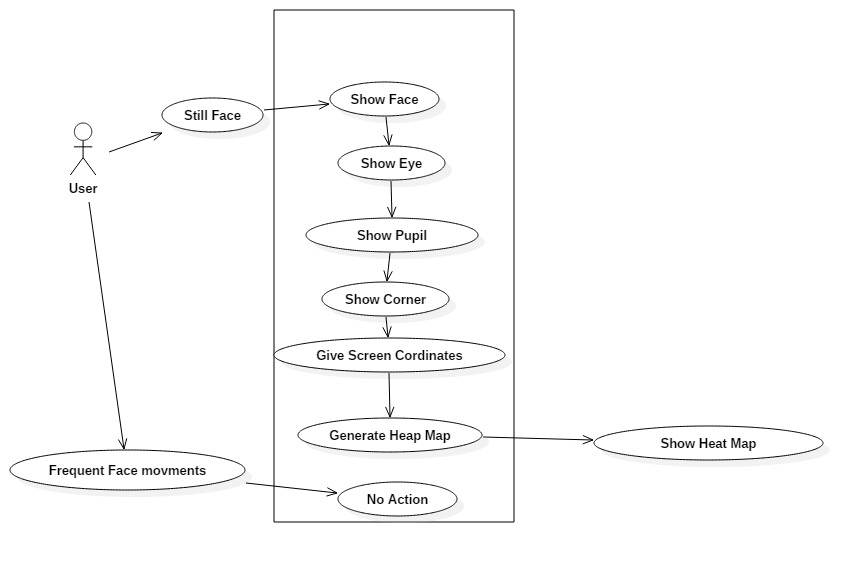 Show Face
Still Face
Show Eye
User
Show Pupil
Show Corner
Give Screen Cordinates
Generate Heap Map
Show Heat Map
Frequent Face movments
No Action